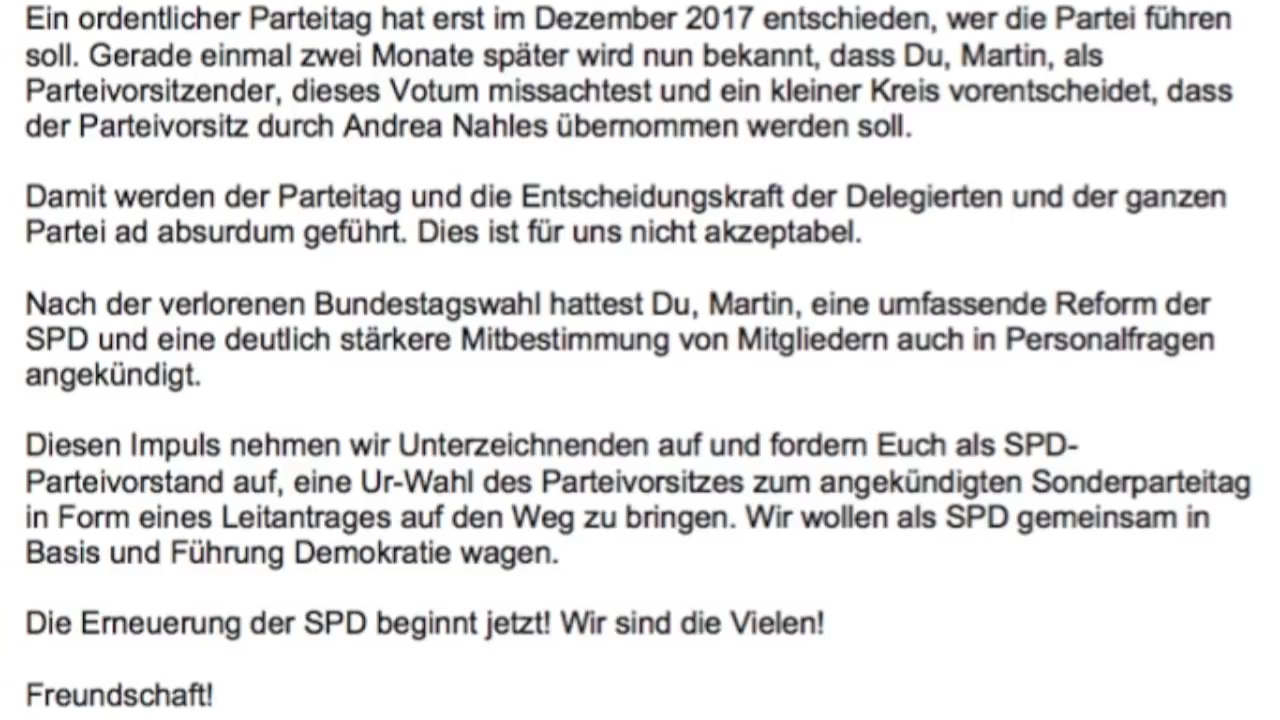 Ein ordentlicher Parteitag hat erst im Dezember 2017 entschieden, wer die Partei führen
soll. Gerade einmal zwei Monate später wird nun bekannt, dass Du, Martin, als
Parteivorsitzender, dieses Votum missachtest und ein kleiner Kreis vorentscheidet, dass
der Parteivorsitz durch Andrea Nahles übernommen werden soll.
Damit werden der Parteitag und die Entscheidungskraft der Delegierten und der ganzen
Partei ad absurdum geführt. Dies ist für uns nicht akzeptabel.
Nach der verlorenen Bundestagswahl hattest Du, Martin, eine umfassende Reform der
SPD und eine deutlich stärkere Mitbestimmung von Mitgliedern auch in Personalfragen
angekündigt.
Diesen Impuls nehmen wir Unterzeichnenden auf und fordern Euch als SPD-
Parteivorstand auf, eine Ur-Wahl des Parteivorsitzes zum angekündigten Sonderparteitag
in Form eines Leitantrages auf den Weg zu bringen. Wir wollen als SPD gemeinsam in
Basis und Führung Demokratie wagen.
Die Erneuerung der SPD beginnt jetzt! Wir sind die Vielen!
Freundschaft!